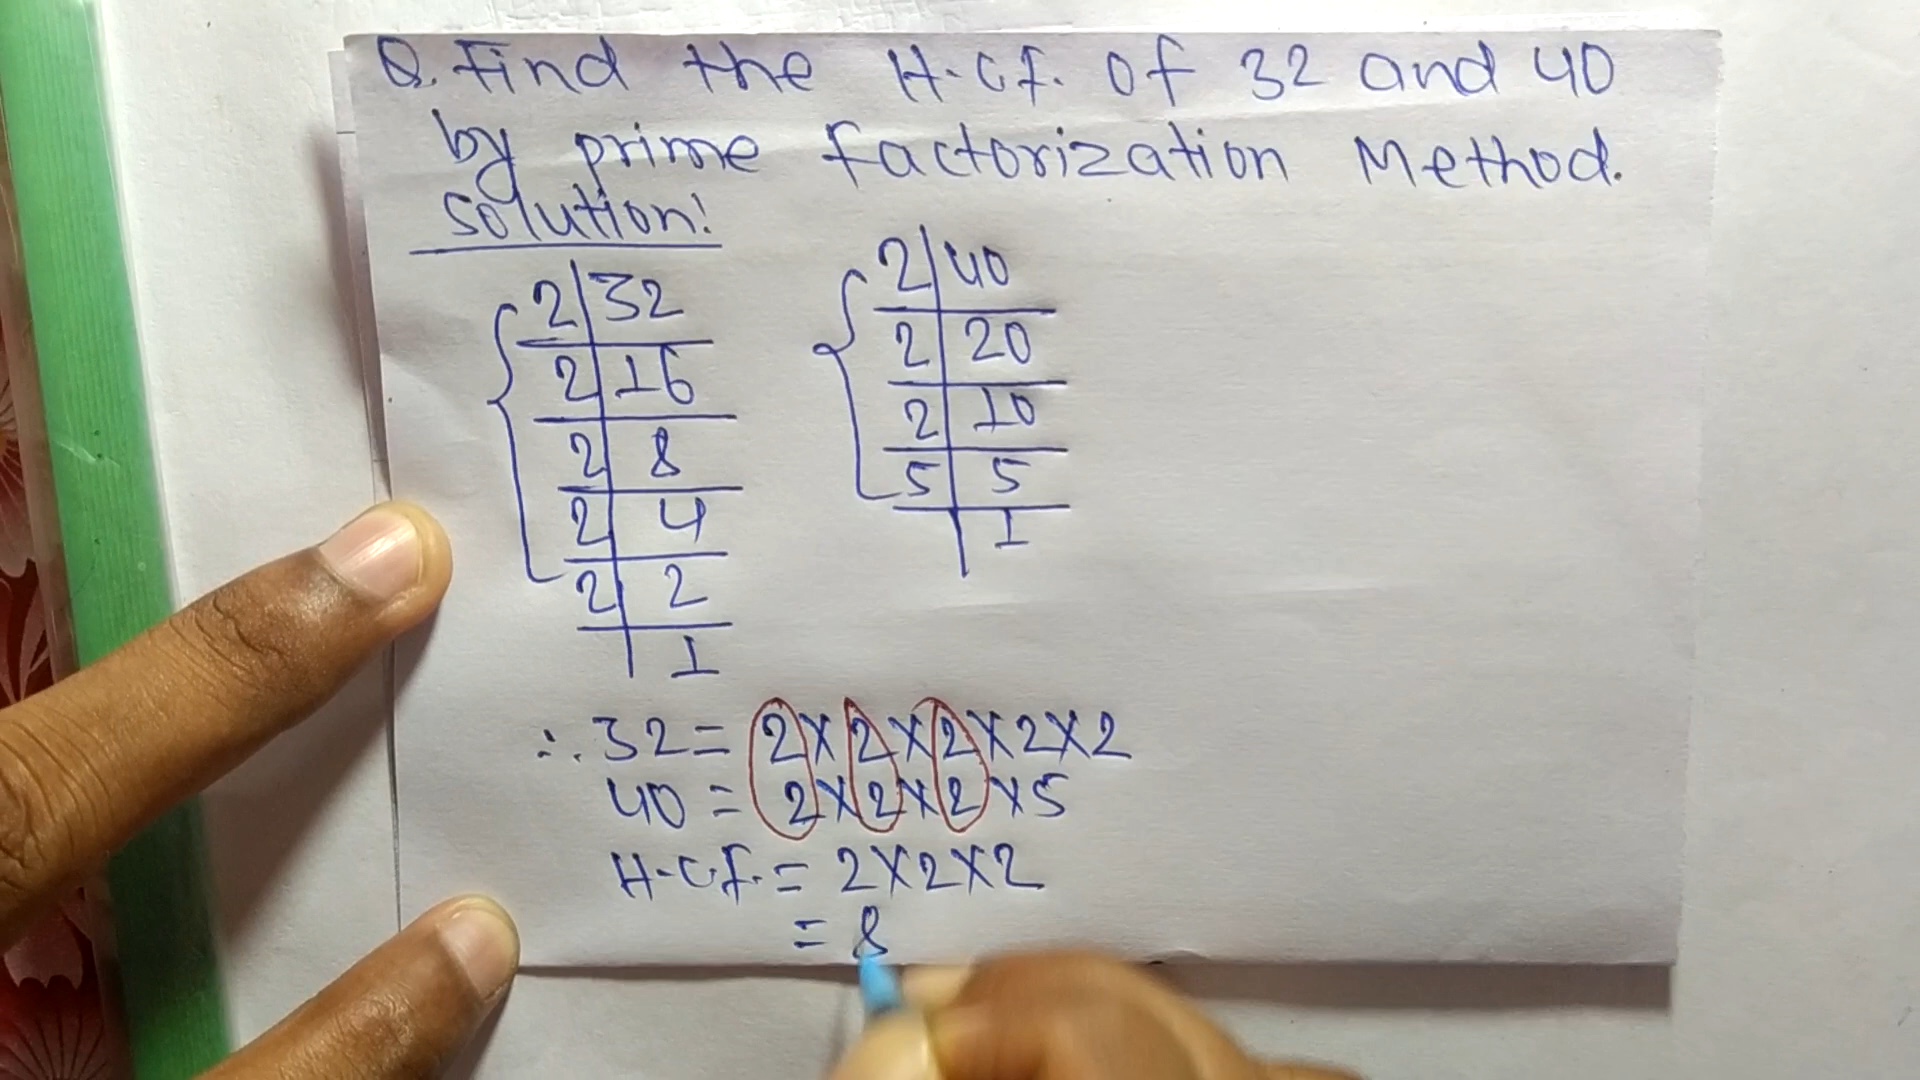 Q. Find the H.C.F. of 32 and 40
by prime factorization Method.
Solution:
2|32
2|16
2|8
2|4
2|2
|1
2|40
2|20
2|10
5|5
|1
∴ 32 = 2×2×2×2×2
40 = 2×2×2×5
H.C.F. = 2×2×2
= 8